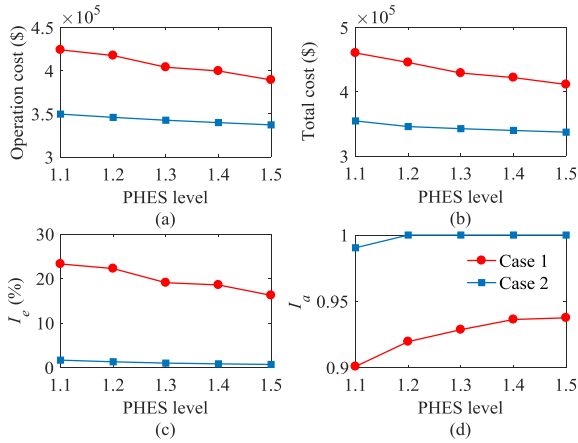 × 10⁵
4.5
4
3.5
3
Operation cost ($)
1.1 1.2 1.3 1.4 1.5
PHES level
(a)
× 10⁵
5
4
3
Total cost ($)
1.1 1.2 1.3 1.4 1.5
PHES level
(b)
30
20
10
0
Iₑ (%)
1.1 1.2 1.3 1.4 1.5
PHES level
(c)
1
0.95
0.9
Iₐ
Case 1
Case 2
1.1 1.2 1.3 1.4 1.5
PHES level
(d)